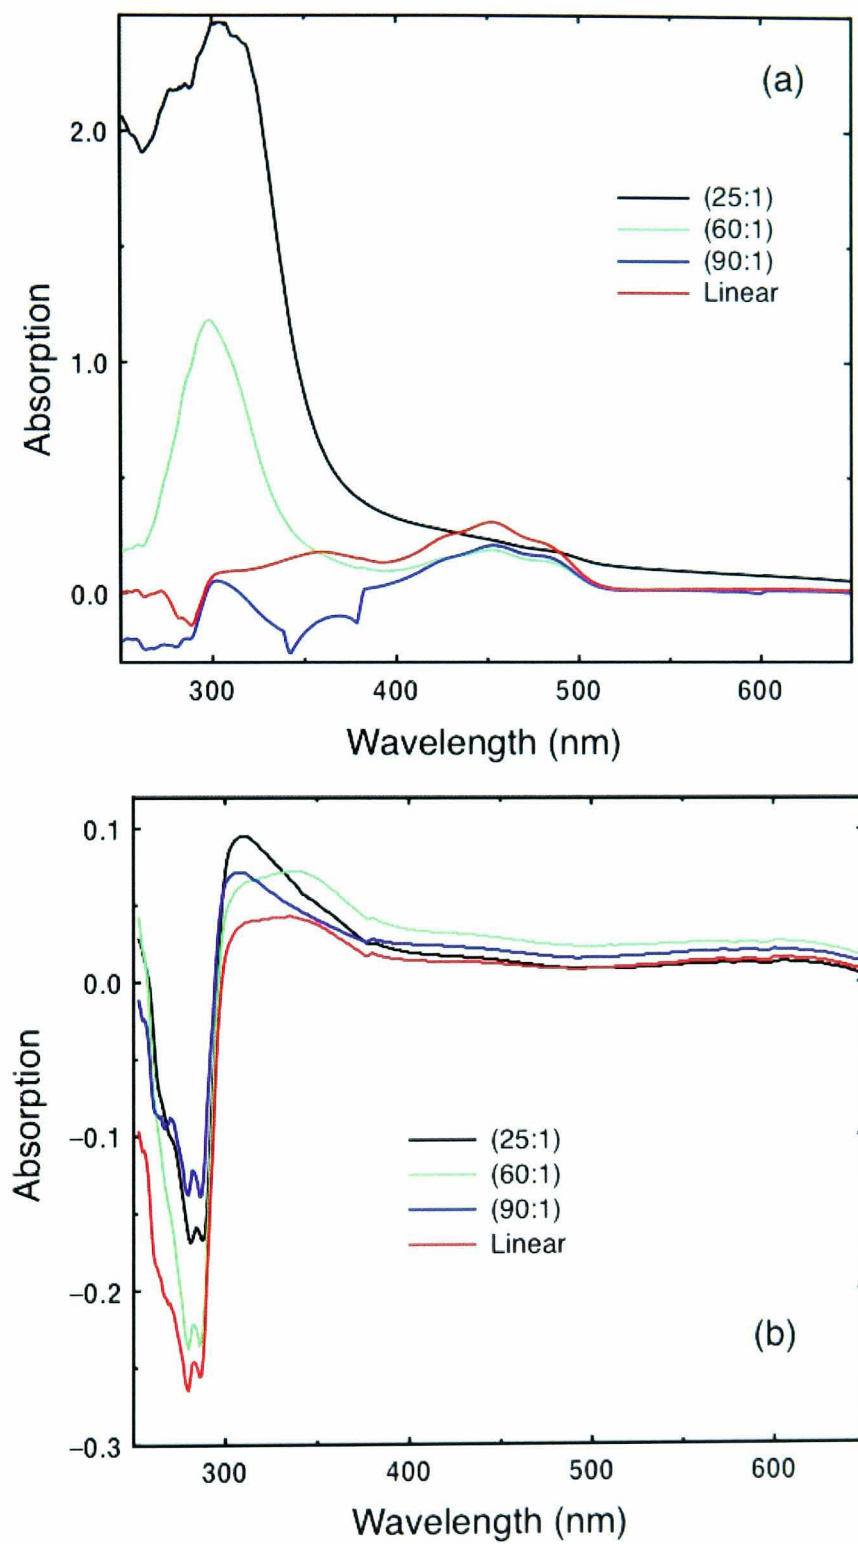 (a)
2.0
1.0
0.0
Absorption
(25:1)
(60:1)
(90:1)
Linear
300 400 500 600
Wavelength (nm)
0.1
0.0
−0.1
−0.2
−0.3
Absorption
(25:1)
(60:1)
(90:1)
Linear
(b)
300 400 500 600
Wavelength (nm)